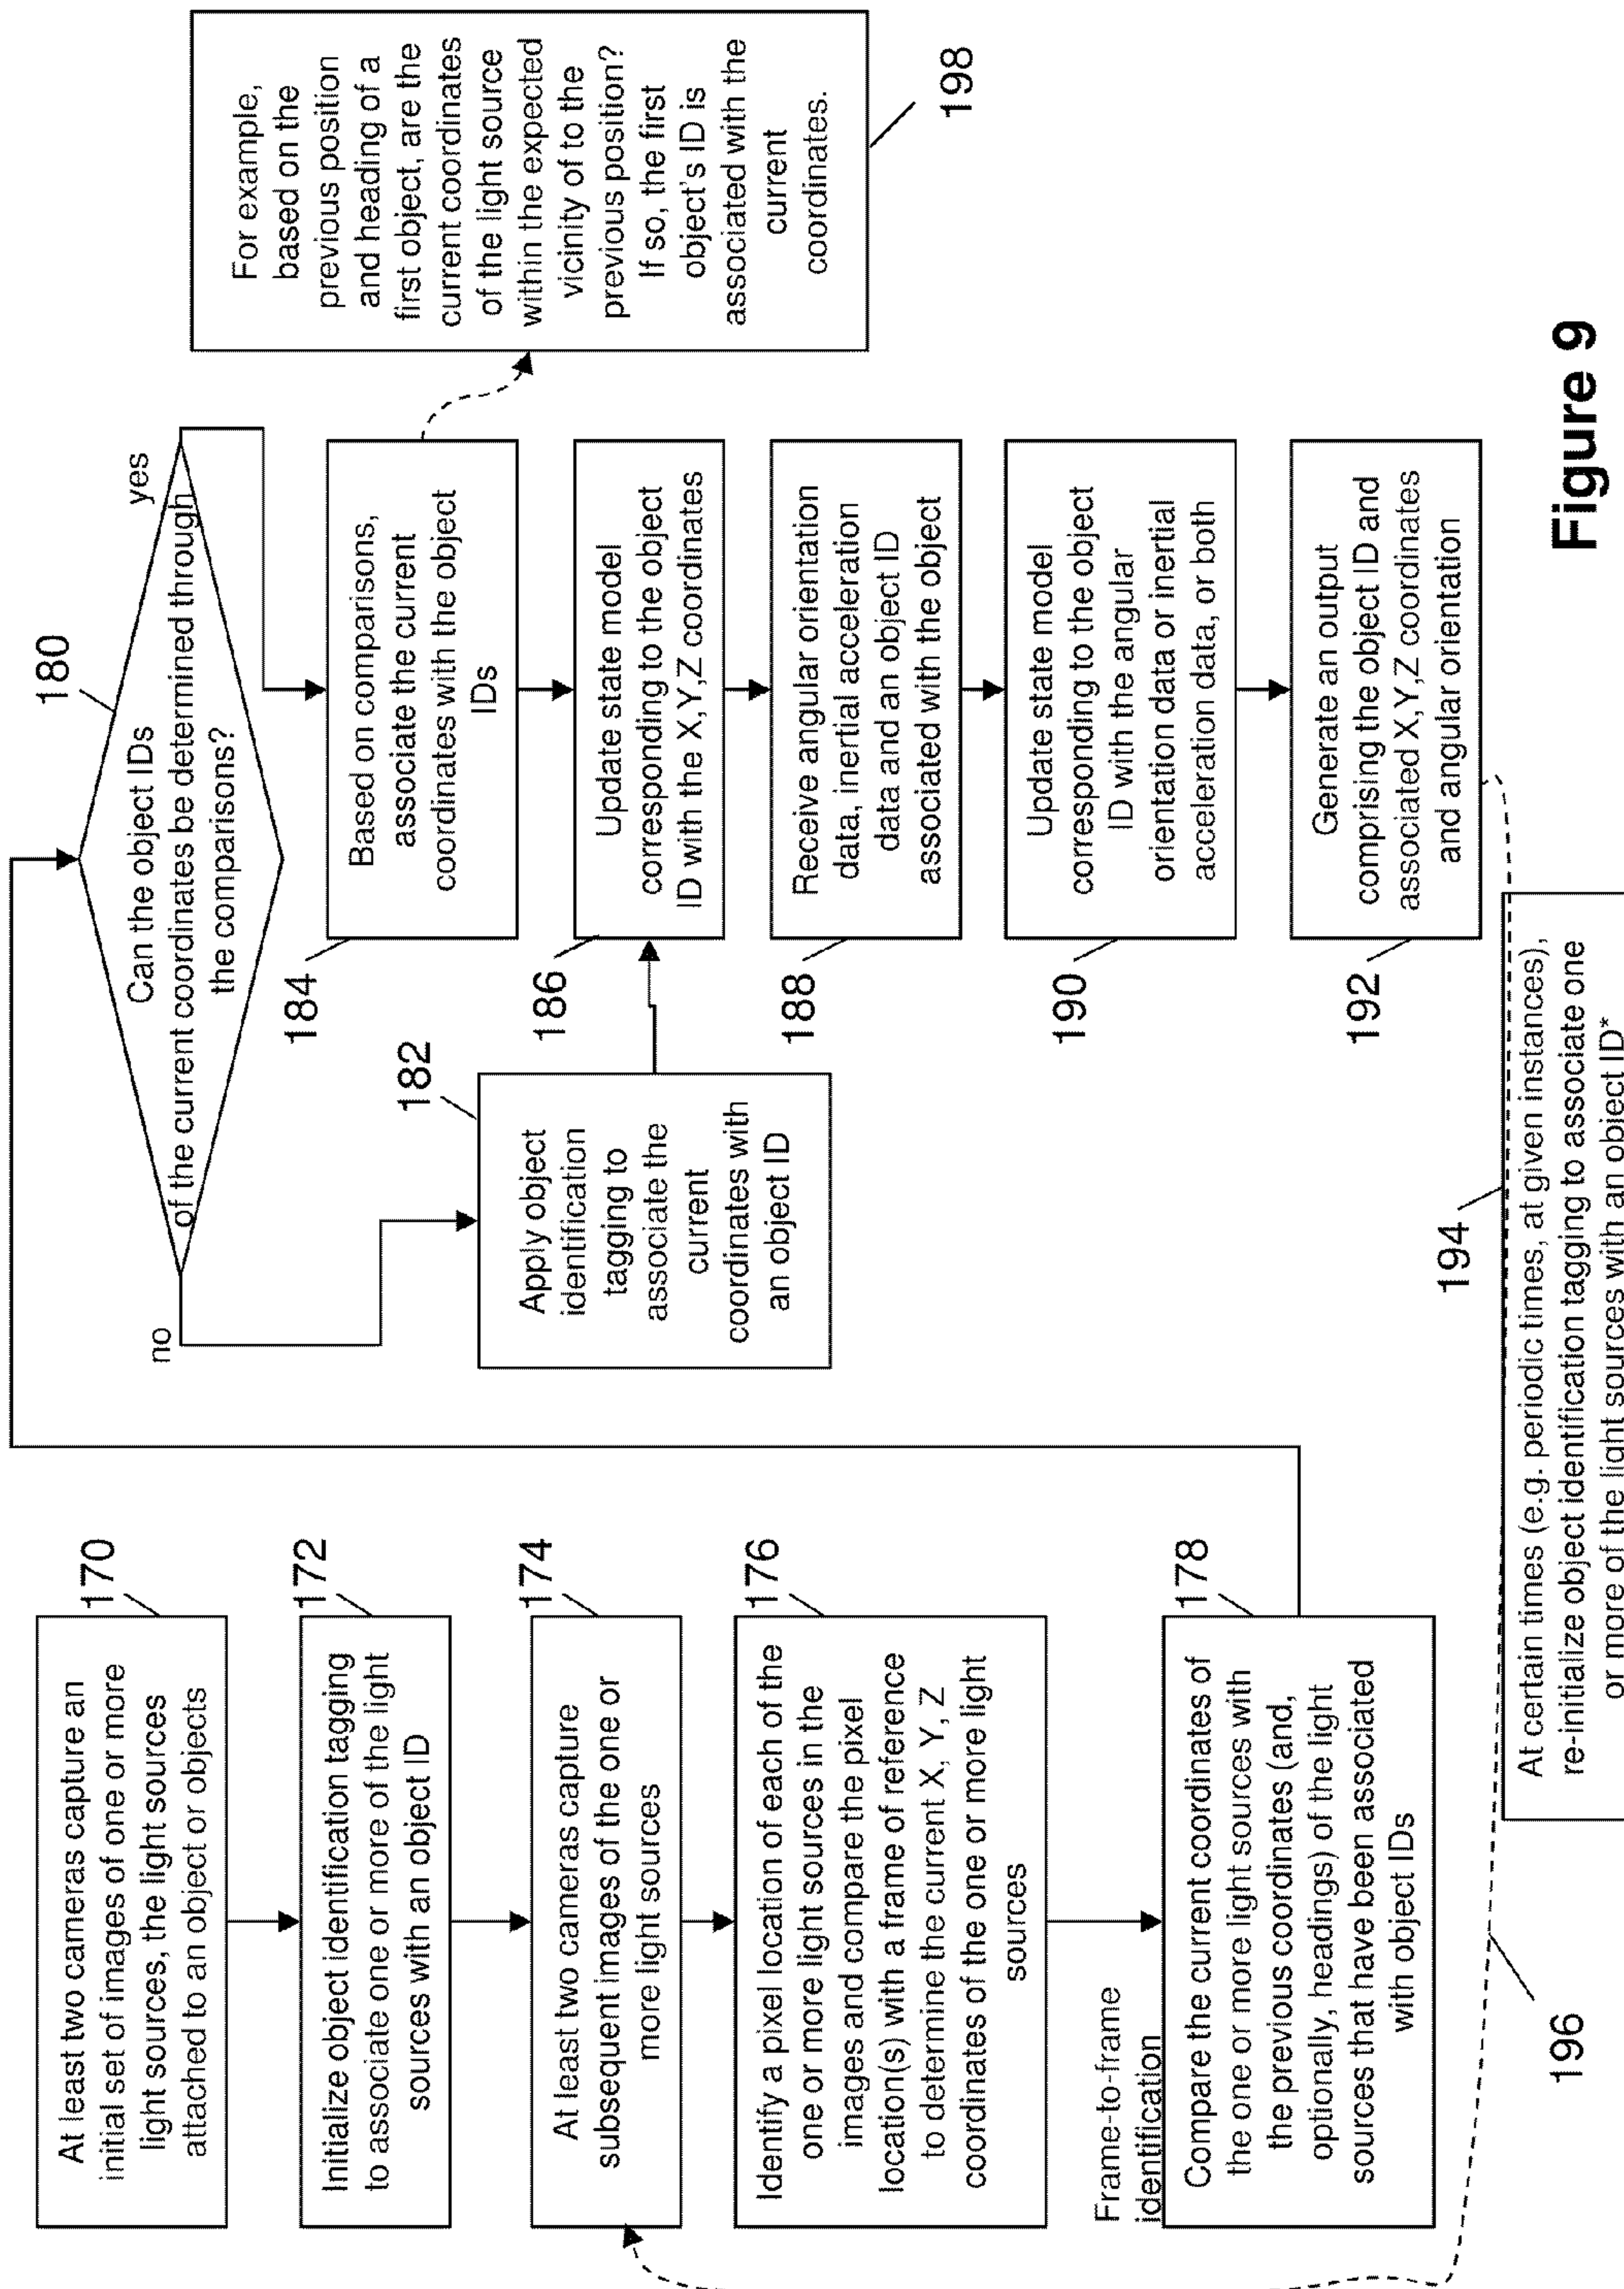 170
At least two cameras capture an
initial set of images of one or more
light sources, the light sources
attached to an object or objects
172
Initialize object identification tagging
to associate one or more of the light
sources with an object ID
174
At least two cameras capture
subsequent images of the one or
more light sources
176
Identify a pixel location of each of the
one or more light sources in the
images and compare the pixel
location(s) with a frame of reference
to determine the current X, Y, Z
coordinates of the one or more light
sources
Frame-to-frame
identification
178
Compare the current coordinates of
the one or more light sources with
the previous coordinates (and,
optionally, headings) of the light
sources that have been associated
with object IDs
196
180
Can the object IDs
of the current coordinates be determined through
the comparisons?
no
yes
182
Apply object
identification
tagging to
associate the
current
coordinates with
an object ID
184
Based on comparisons,
associate the current
coordinates with the object
IDs
186
Update state model
corresponding to the object
ID with the X,Y,Z coordinates
188
Receive angular orientation
data, inertial acceleration
data and an object ID
associated with the object
190
Update state model
corresponding to the object
ID with the angular
orientation data or inertial
acceleration data, or both
192
Generate an output
comprising the object ID and
associated X,Y,Z coordinates
and angular orientation
194
At certain times (e.g. periodic times, at given instances),
re-initialize object identification tagging to associate one
or more of the light sources with an object ID*
For example,
based on the
previous position
and heading of a
first object, are the
current coordinates
of the light source
within the expected
vicinity of to the
previous position?
If so, the first
object's ID is
associated with the
current
coordinates.
198
Figure 9